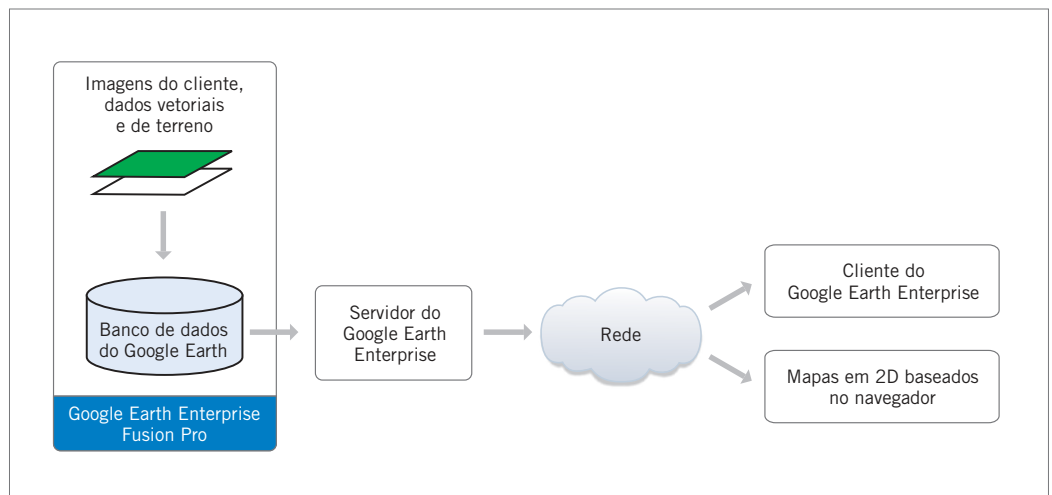 Imagens do cliente,
dados vetoriais
e de terreno
Banco de dados
do Google Earth
Google Earth Enterprise
Fusion Pro
Servidor do
Google Earth
Enterprise
Rede
Cliente do
Google Earth Enterprise
Mapas em 2D baseados
no navegador